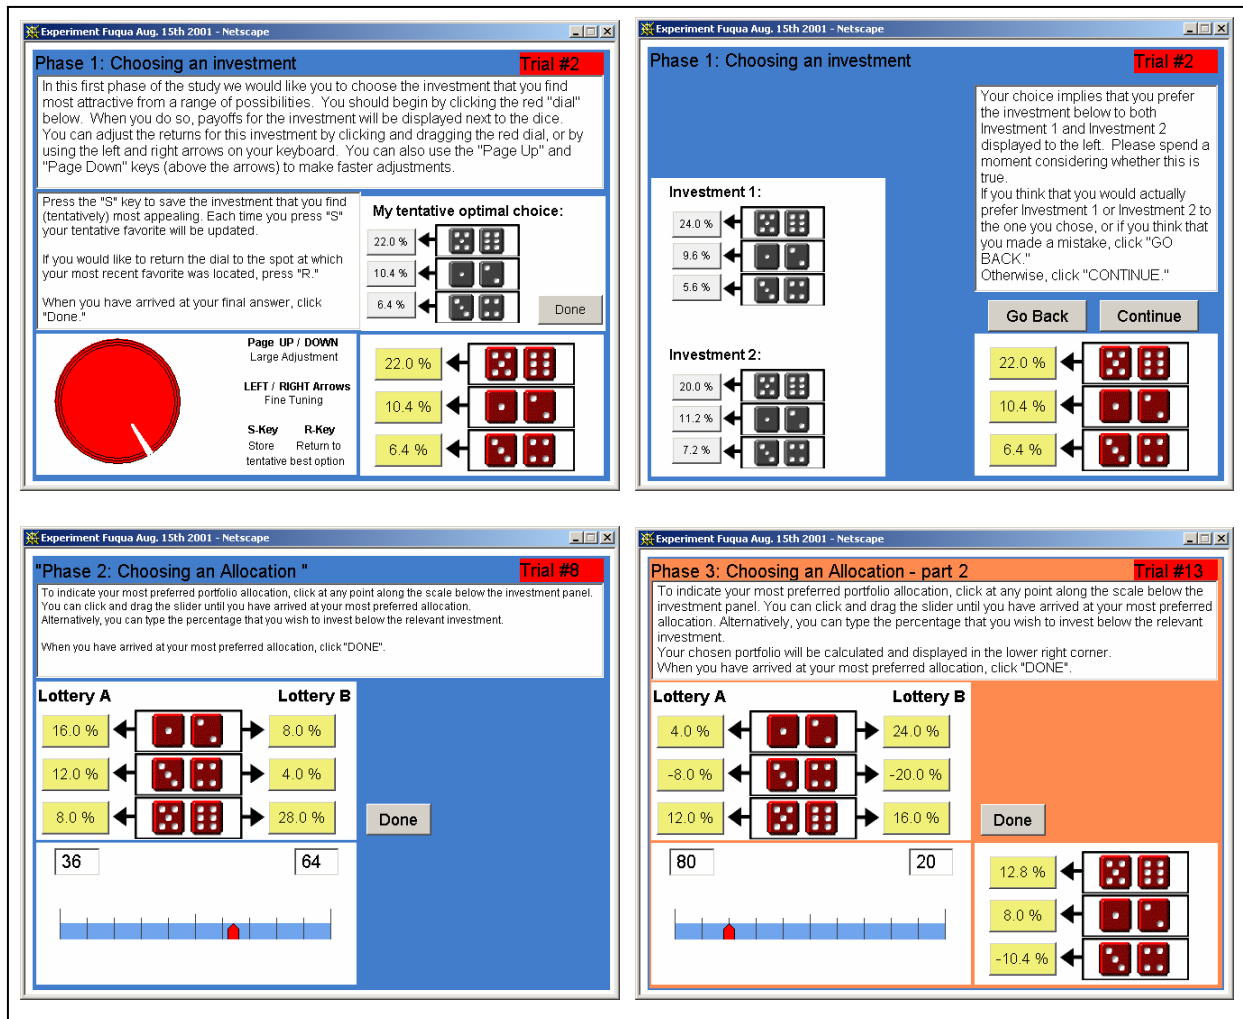 Experiment Fuqua Aug. 15th 2001 - Netscape
Phase 1: Choosing an investment
Trial #2
In this first phase of the study we would like you to choose the investment that you find
most attractive from a range of possibilities. You should begin by clicking the red "dial"
below. When you do so, payoffs for the investment will be displayed next to the dice.
You can adjust the returns for this investment by clicking and dragging the red dial, or by
using the left and right arrows on your keyboard. You can also use the "Page Up" and
"Page Down" keys (above the arrows) to make faster adjustments.
Press the "S" key to save the investment that you find
(tentatively) most appealing. Each time you press "S"
your tentative favorite will be updated.
If you would like to return the dial to the spot at which
your most recent favorite was located, press "R."
When you have arrived at your final answer, click
"Done."
My tentative optimal choice:
22.0 %
10.4 %
6.4 %
Done
Page UP / DOWN
Large Adjustment
LEFT / RIGHT Arrows
Fine Tuning
S-Key R-Key
Store Return to
tentative best option
22.0 %
10.4 %
6.4 %
Experiment Fuqua Aug. 15th 2001 - Netscape
Phase 1: Choosing an investment
Trial #2
Your choice implies that you prefer
the investment below to both
Investment 1 and Investment 2
displayed to the left. Please spend a
moment considering whether this is
true.
If you think that you would actually
prefer Investment 1 or Investment 2 to
the one you chose, or if you think that
you made a mistake, click "GO
BACK."
Otherwise, click "CONTINUE."
Investment 1:
24.0 %
9.6 %
5.6 %
Investment 2:
20.0 %
11.2 %
7.2 %
Go Back
Continue
22.0 %
10.4 %
6.4 %
Experiment Fuqua Aug. 15th 2001 - Netscape
"Phase 2: Choosing an Allocation "
Trial #8
To indicate your most preferred portfolio allocation, click at any point along the scale below the investment panel.
You can click and drag the slider until you have arrived at your most preferred allocation.
Alternatively, you can type the percentage that you wish to invest below the relevant investment.
When you have arrived at your most preferred allocation, click "DONE".
Lottery A Lottery B
16.0 % 8.0 %
12.0 % 4.0 %
8.0 % 28.0 %
Done
36 64
Experiment Fuqua Aug. 15th 2001 - Netscape
Phase 3: Choosing an Allocation - part 2
Trial #13
To indicate your most preferred portfolio allocation, click at any point along the scale below the
investment panel. You can click and drag the slider until you have arrived at your most preferred
allocation. Alternatively, you can type the percentage that you wish to invest below the relevant
investment.
Your chosen portfolio will be calculated and displayed in the lower right corner.
When you have arrived at your most preferred allocation, click "DONE".
Lottery A Lottery B
4.0 % 24.0 %
-8.0 % -20.0 %
12.0 % 16.0 %
Done
80 20
12.8 %
8.0 %
-10.4 %